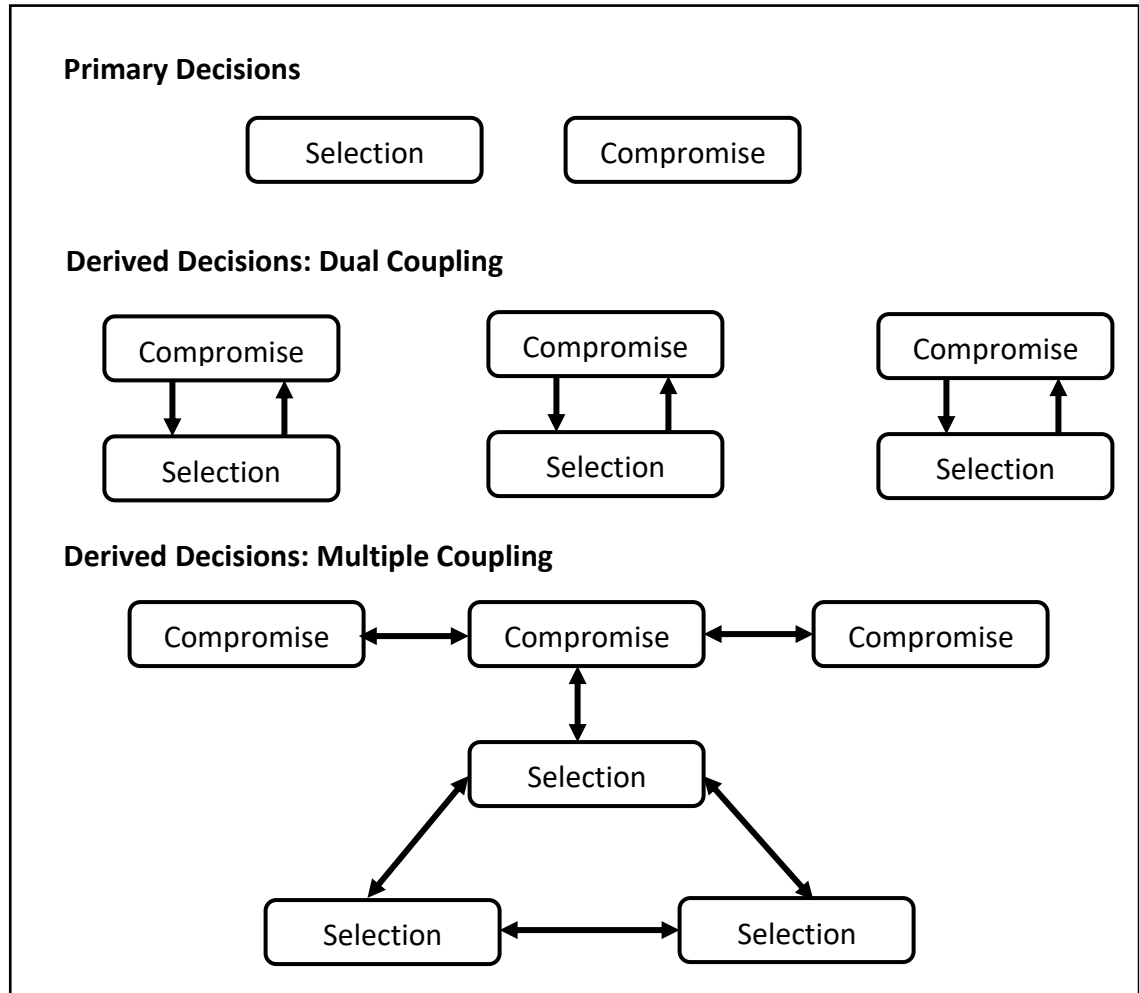 Primary Decisions
Selection
Compromise
Derived Decisions: Dual Coupling
Compromise
Compromise
Compromise
Selection
Selection
Selection
Derived Decisions: Multiple Coupling
Compromise
Compromise
Compromise
Selection
Selection
Selection